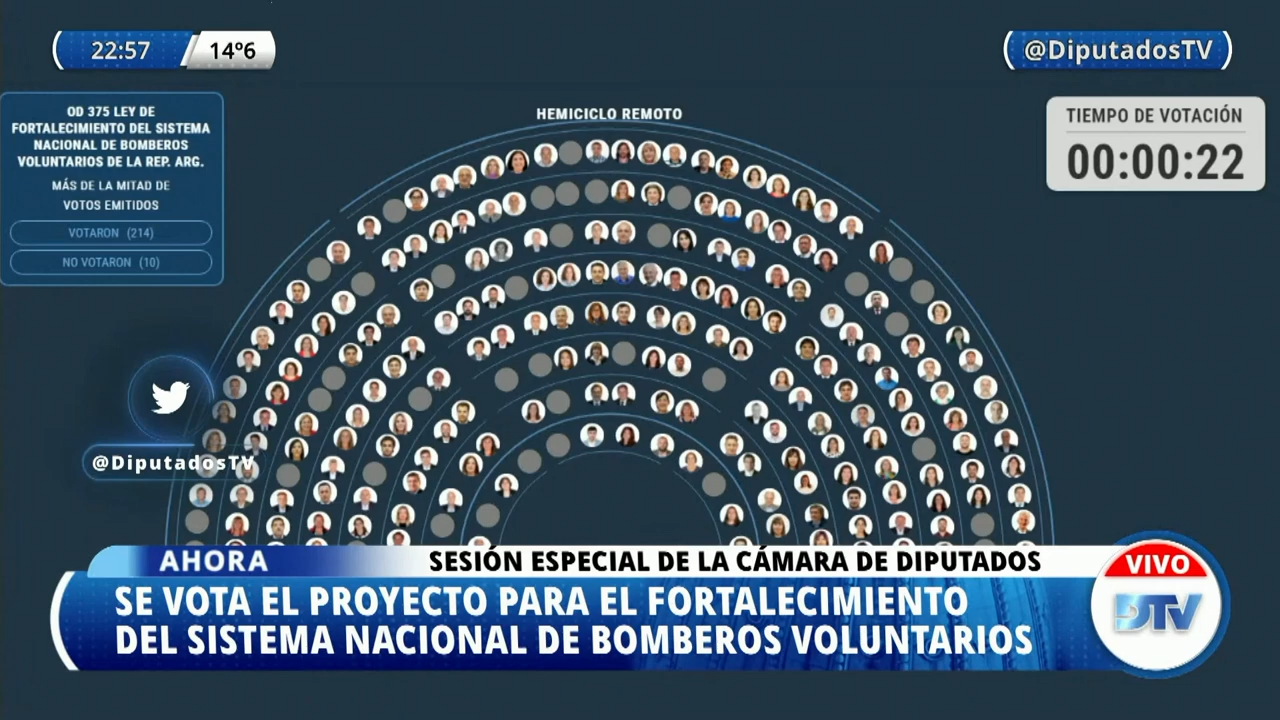 22:57
14º6
@DiputadosTV
OD 375 LEY DE
FORTALECIMIENTO DEL SISTEMA
NACIONAL DE BOMBEROS
VOLUNTARIOS DE LA REP. ARG.
MÁS DE LA MITAD DE
VOTOS EMITIDOS
VOTARON (214)
NO VOTARON (10)
HEMICICLO REMOTO
TIEMPO DE VOTACIÓN
00:00:22
@DiputadosTV
AHORA
SESIÓN ESPECIAL DE LA CÁMARA DE DIPUTADOS
SE VOTA EL PROYECTO PARA EL FORTALECIMIENTO
DEL SISTEMA NACIONAL DE BOMBEROS VOLUNTARIOS
VIVO
DTV